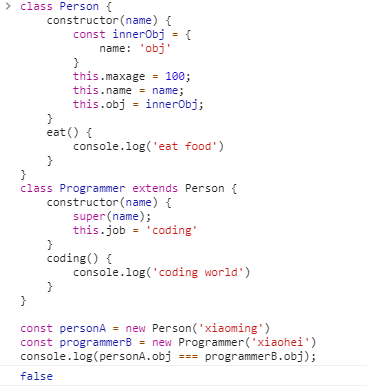 > class Person {
    constructor(name) {
        const innerObj = {
            name: 'obj'
        }
        this.maxage = 100;
        this.name = name;
        this.obj = innerObj;
    }
    eat() {
        console.log('eat food')
    }
}
class Programmer extends Person {
    constructor(name) {
        super(name);
        this.job = 'coding'
    }
    coding() {
        console.log('coding world')
    }
}

const personA = new Person('xiaoming')
const programmerB = new Programmer('xiaohei')
console.log(personA.obj === programmerB.obj);
false